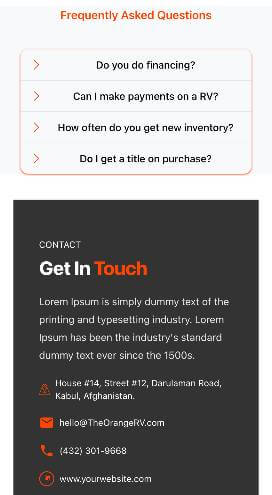 Frequently Asked Questions
Do you do financing?
Can I make payments on a RV?
How often do you get new inventory?
Do I get a title on purchase?
CONTACT
Get In Touch
Lorem Ipsum is simply dummy text of the
printing and typesetting industry. Lorem
Ipsum has been the industry's standard
dummy text ever since the 1500s.
House #14, Street #12, Darulaman Road,
Kabul, Afghanistan.
hello@TheOrangeRV.com
(432) 301-9668
www.yourwebsite.com